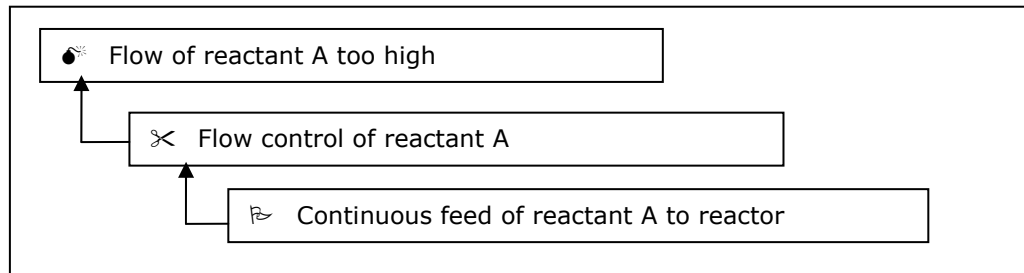 Flow of reactant A too high
Flow control of reactant A
Continuous feed of reactant A to reactor